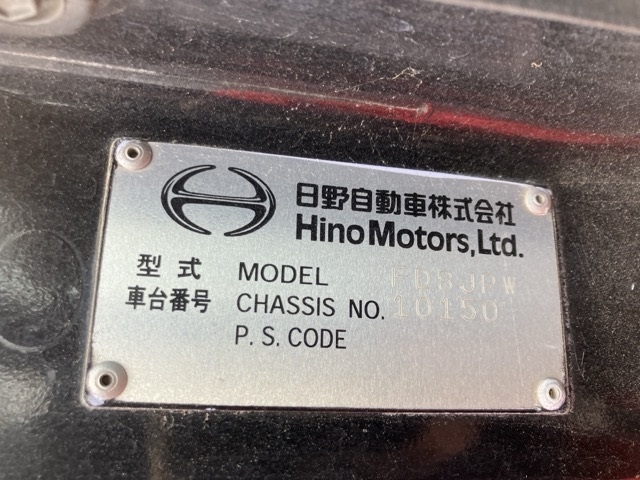 日野自動車株式会社
Hino Motors, Ltd.
型式 MODEL FD8JPW
車台番号 CHASSIS NO. 10150
P.S.CODE